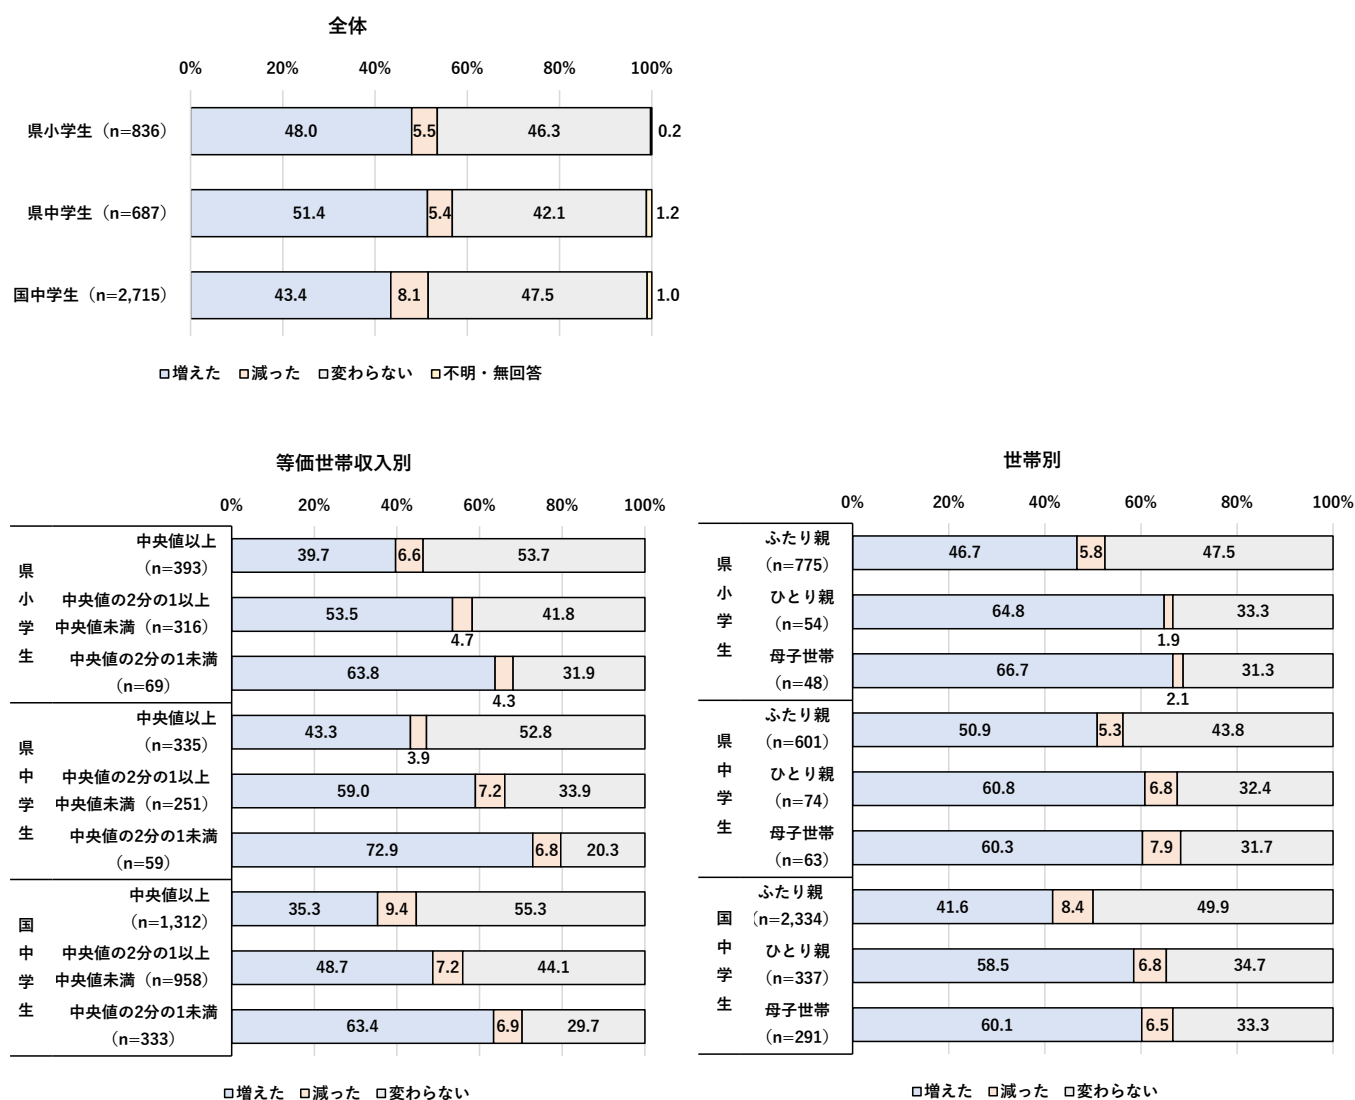 全体
0% 20% 40% 60% 80% 100%
県小学生（n=836） 48.0 5.5 46.3 0.2
県中学生（n=687） 51.4 5.4 42.1 1.2
国中学生（n=2,715） 43.4 8.1 47.5 1.0
増えた 減った 変わらない 不明・無回答
等価世帯収入別
0% 20% 40% 60% 80% 100%
県小学生
中央値以上
（n=393） 39.7 6.6 53.7
中央値の2分の1以上
中央値未満（n=316） 53.5 4.7 41.8
中央値の2分の1未満
（n=69） 63.8 4.3 31.9
県中学生
中央値以上
（n=335） 43.3 3.9 52.8
中央値の2分の1以上
中央値未満（n=251） 59.0 7.2 33.9
中央値の2分の1未満
（n=59） 72.9 6.8 20.3
国中学生
中央値以上
（n=1,312） 35.3 9.4 55.3
中央値の2分の1以上
中央値未満（n=958） 48.7 7.2 44.1
中央値の2分の1未満
（n=333） 63.4 6.9 29.7
増えた 減った 変わらない
世帯別
0% 20% 40% 60% 80% 100%
県小学生
ふたり親
（n=775） 46.7 5.8 47.5
ひとり親
（n=54） 64.8 1.9 33.3
母子世帯
（n=48） 66.7 2.1 31.3
県中学生
ふたり親
（n=601） 50.9 5.3 43.8
ひとり親
（n=74） 60.8 6.8 32.4
母子世帯
（n=63） 60.3 7.9 31.7
国中学生
ふたり親
（n=2,334） 41.6 8.4 49.9
ひとり親
（n=337） 58.5 6.8 34.7
母子世帯
（n=291） 60.1 6.5 33.3
増えた 減った 変わらない